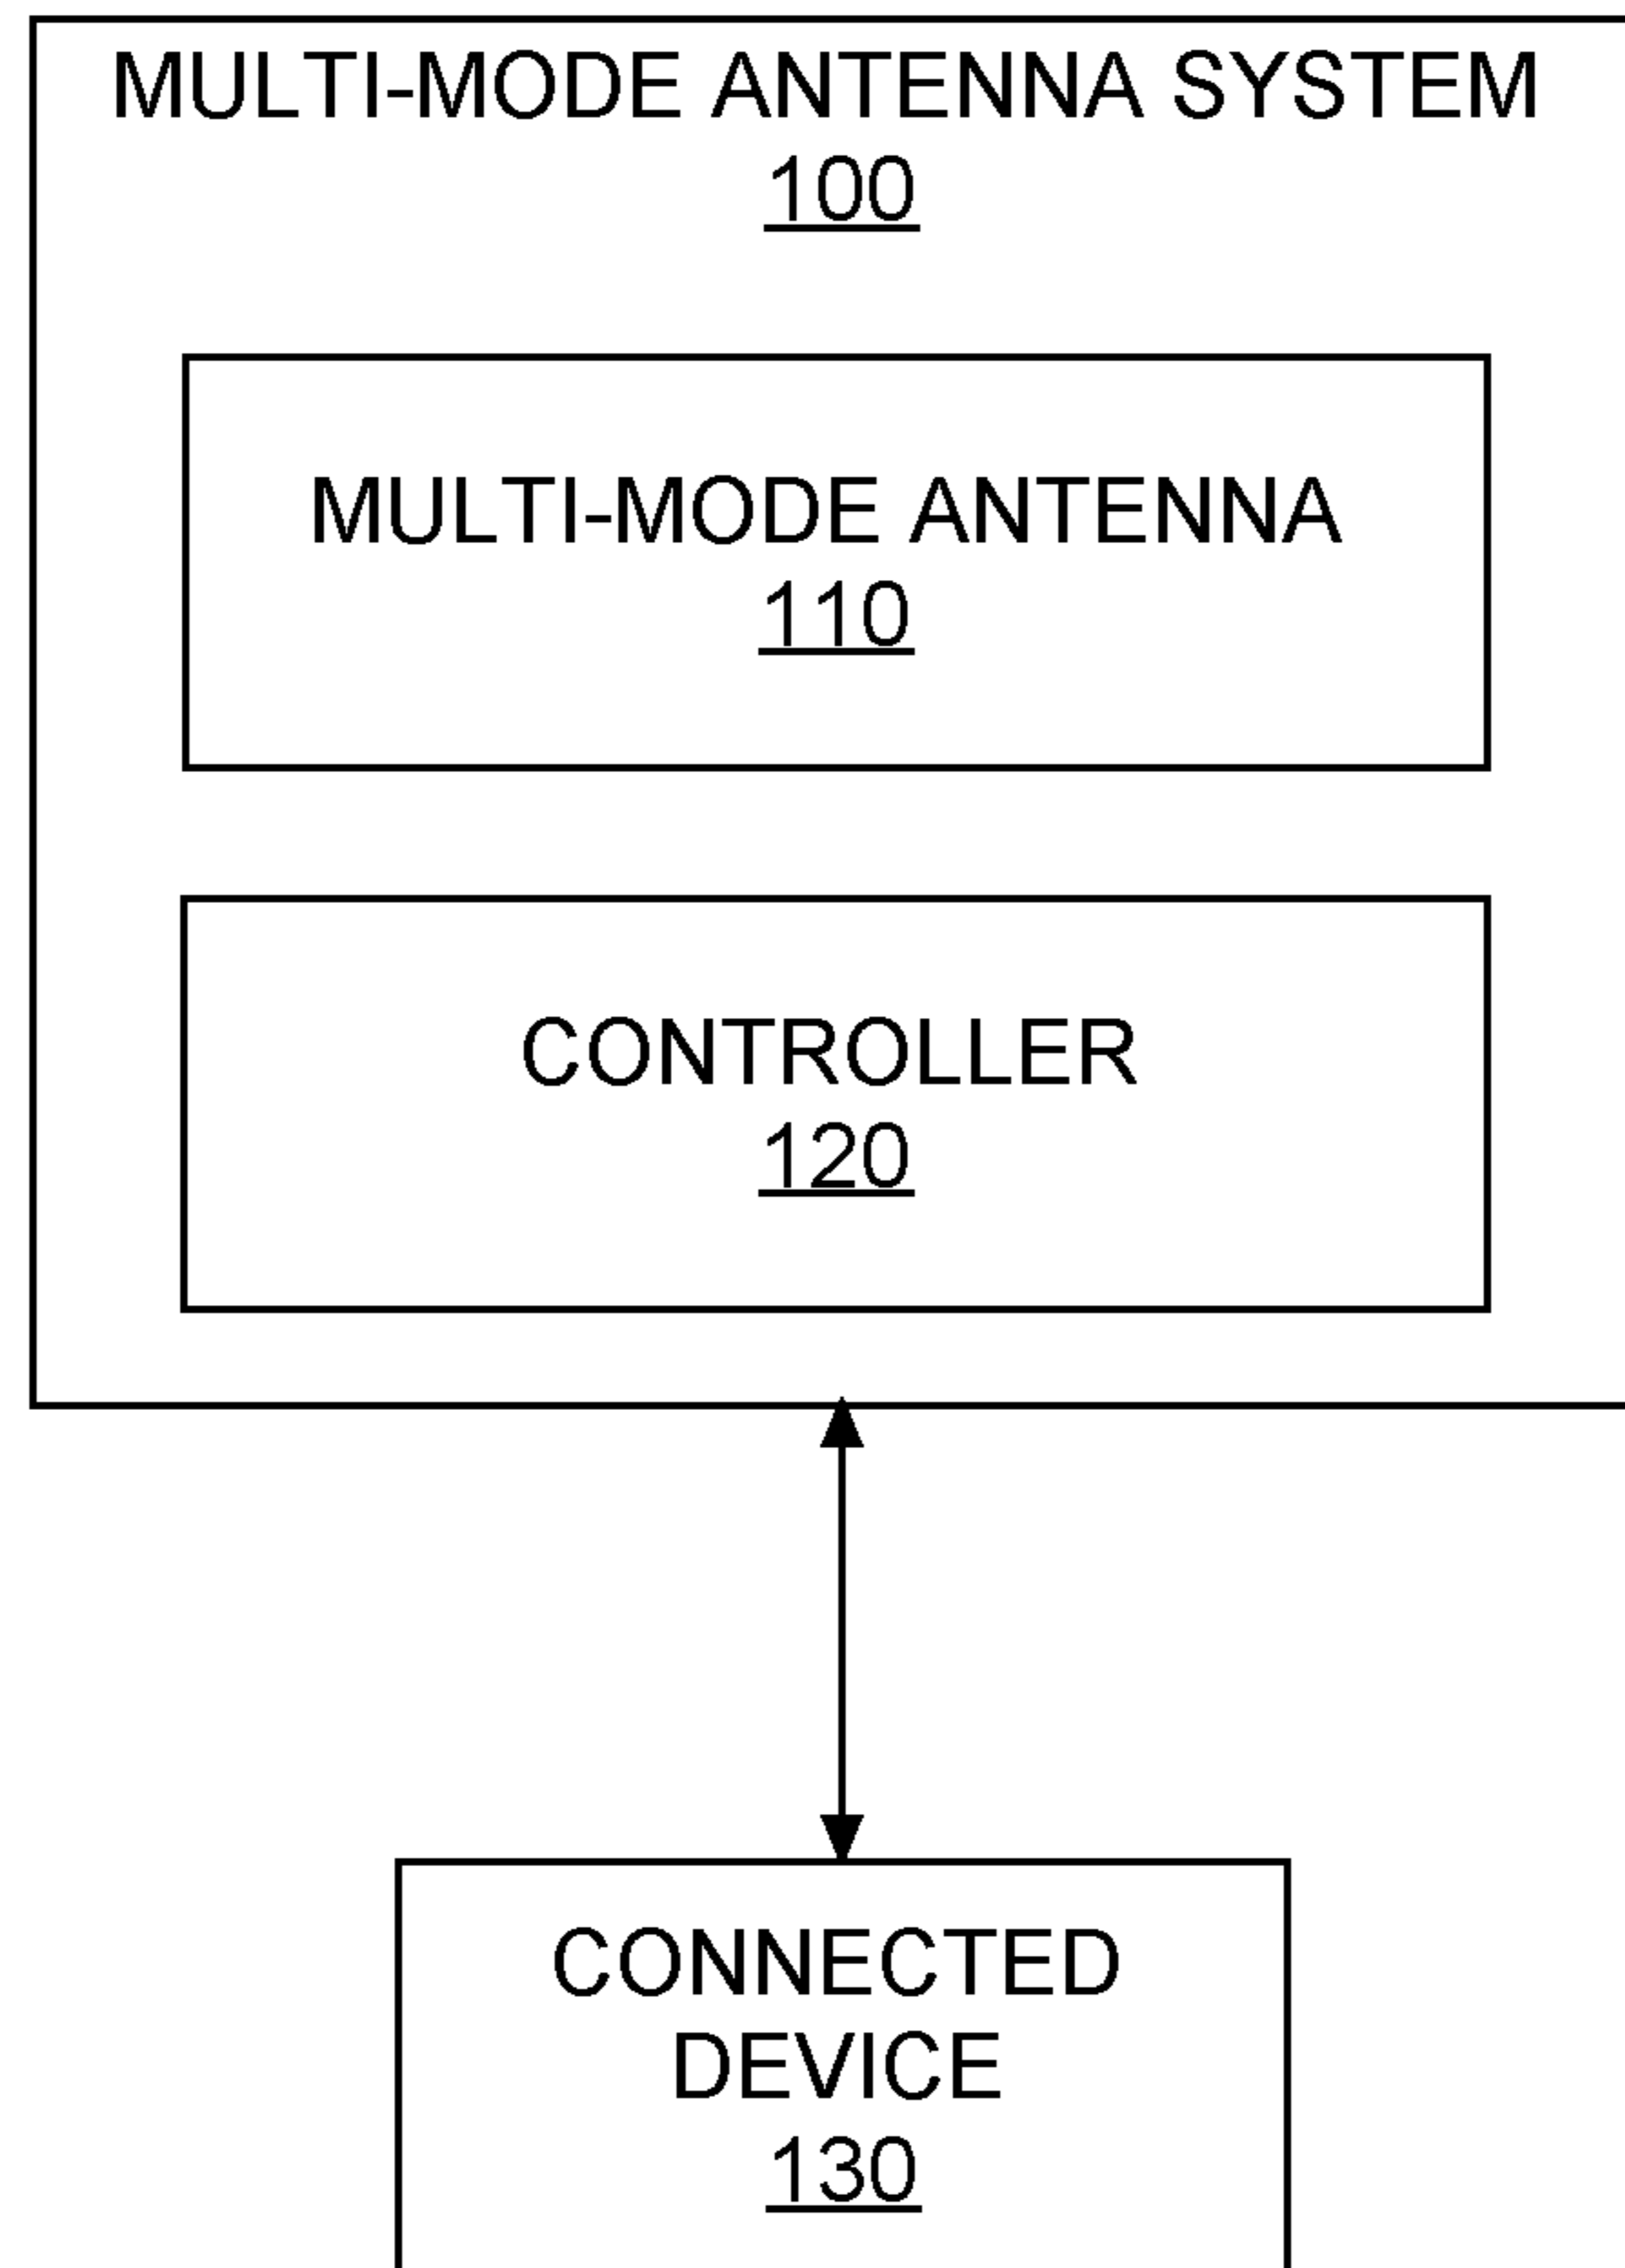 MULTI-MODE ANTENNA SYSTEM
100
MULTI-MODE ANTENNA
110
CONTROLLER
120
CONNECTED
DEVICE
130